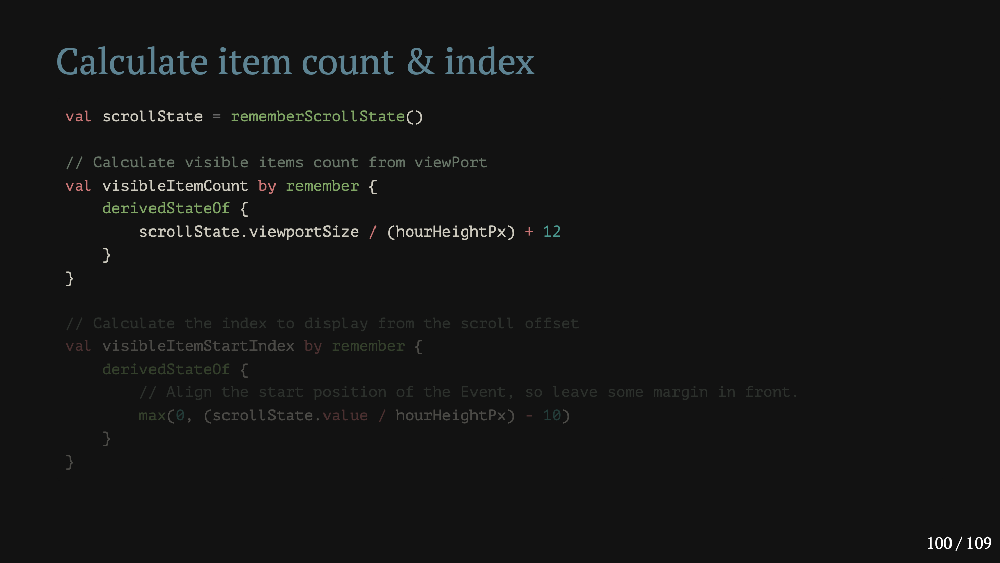 Calculate item count & index
val scrollState = rememberScrollState()
// Calculate visible items count from viewPort
val visibleItemCount by remember {
    derivedStateOf {
        scrollState.viewportSize / (hourHeightPx) + 12
    }
}
// Calculate the index to display from the scroll offset
val visibleItemStartIndex by remember {
    derivedStateOf {
        // Align the start position of the Event, so leave some margin in front.
        max(0, (scrollState.value / hourHeightPx) - 10)
    }
}
100 / 109